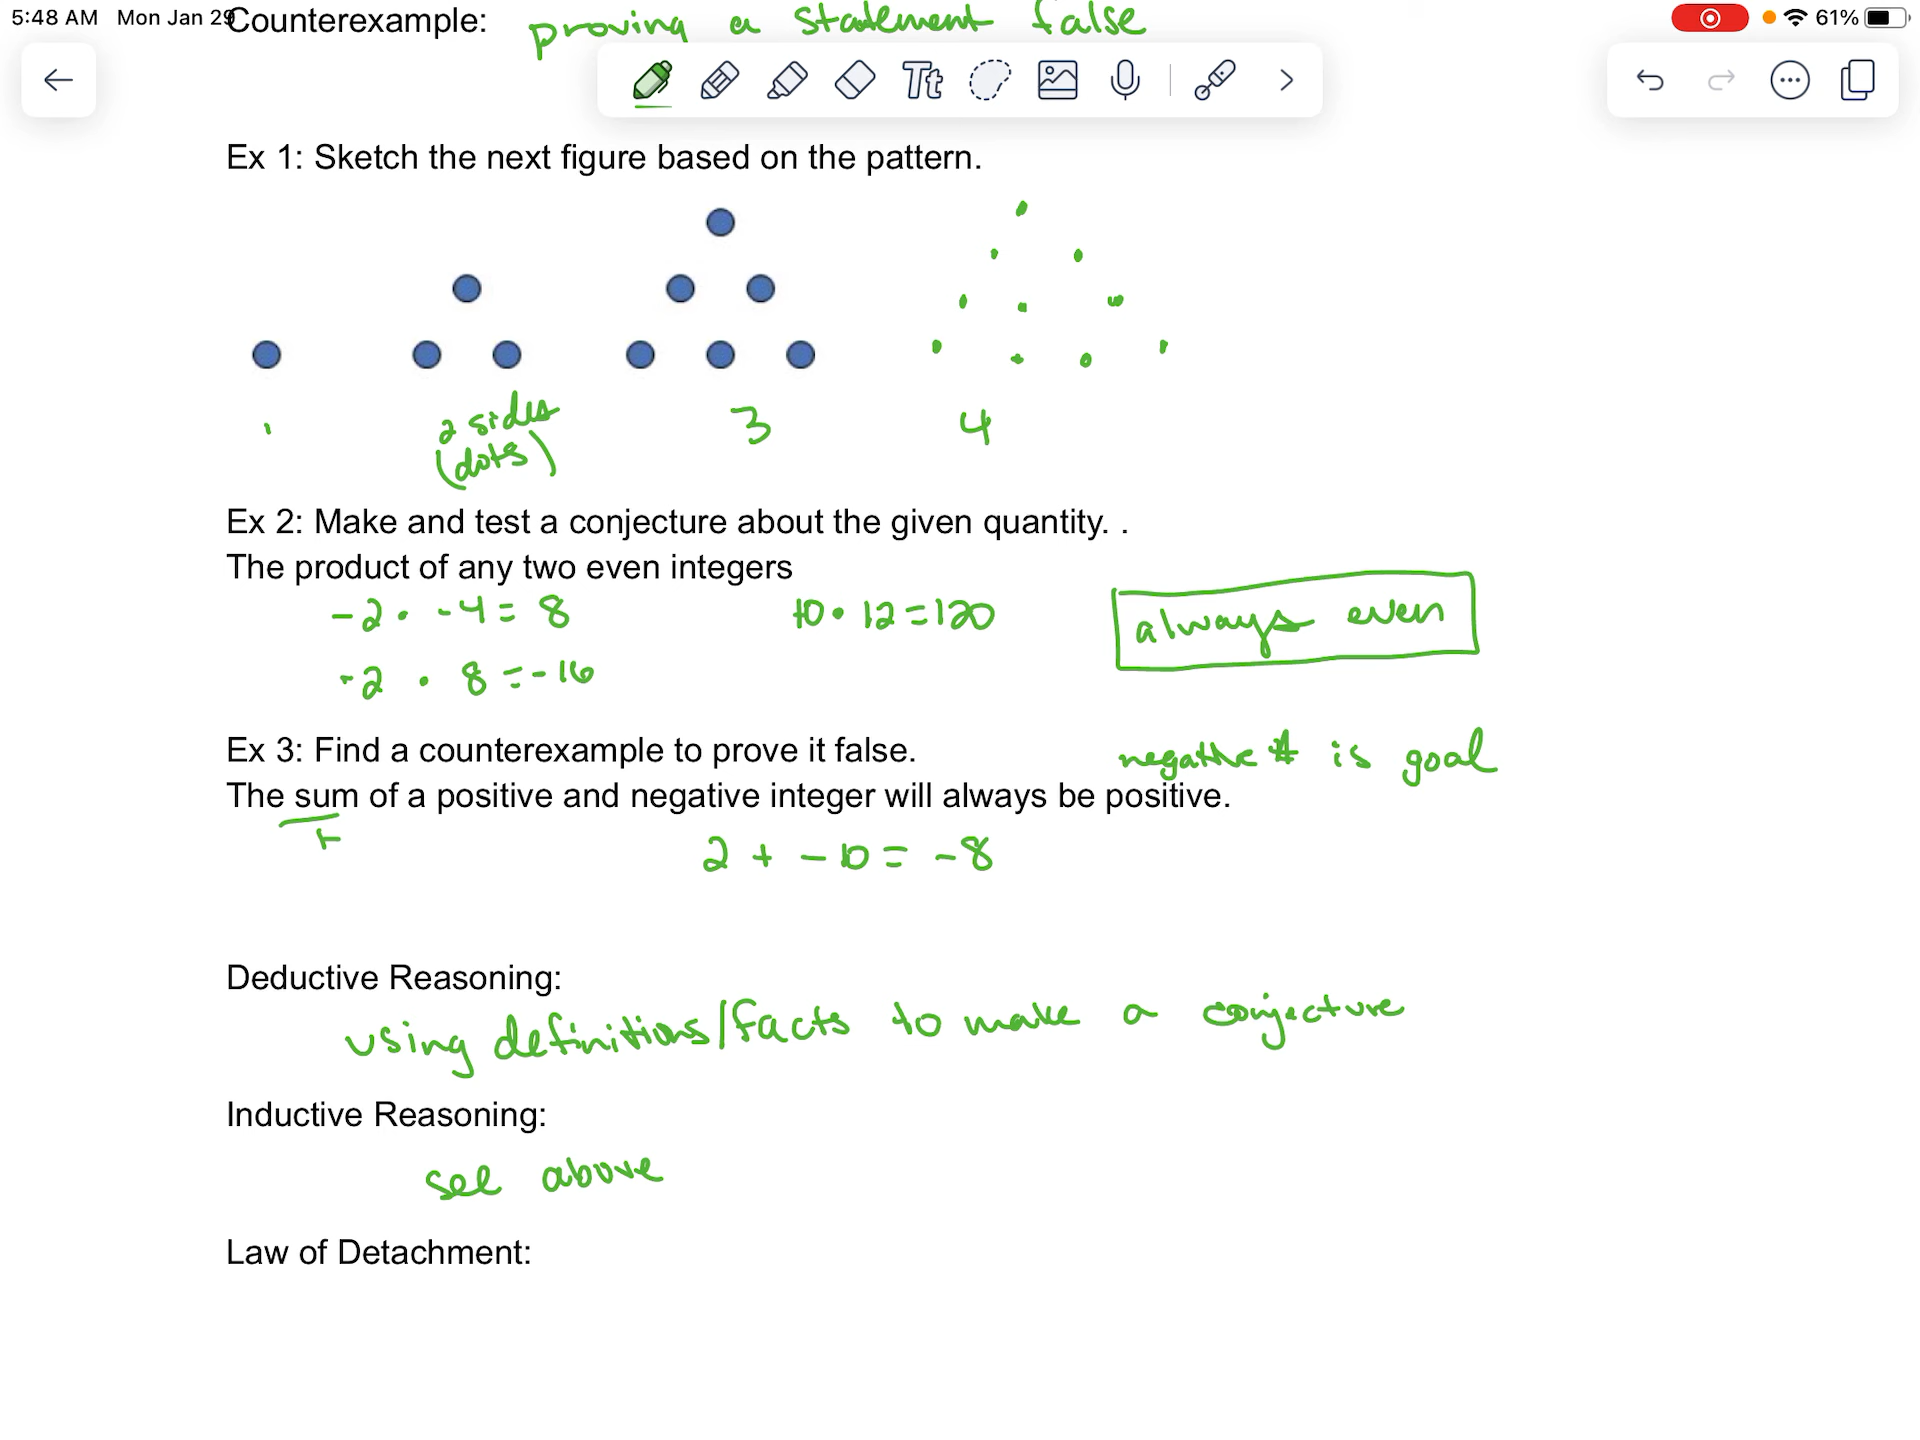 5:48 AM Mon Jan 29
61%
Counterexample: proving a statement false
Tt
Ex 1: Sketch the next figure based on the pattern.
1
2 sides
(dots)
3
4
Ex 2: Make and test a conjecture about the given quantity. .
The product of any two even integers
-2 · -4 = 8
10 · 12 = 120
always even
-2 · 8 = -16
Ex 3: Find a counterexample to prove it false.
negative # is goal
The sum of a positive and negative integer will always be positive.
+
2 + -10 = -8
Deductive Reasoning:
using definitions/facts to make a conjecture
Inductive Reasoning:
see above
Law of Detachment: